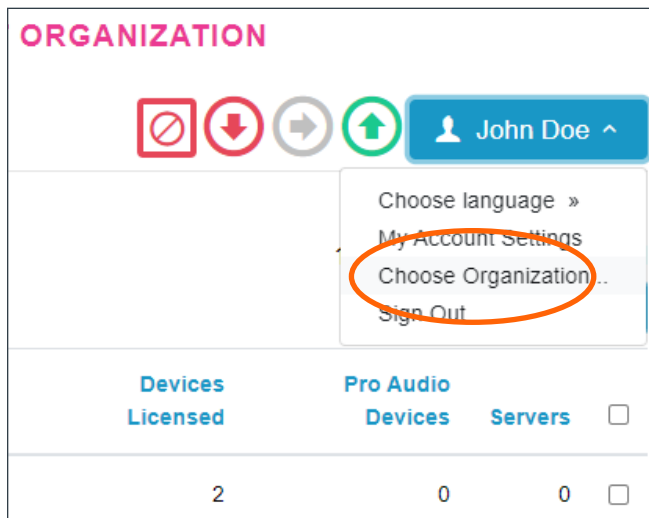 ORGANIZATION
John Doe
Choose language »
My Account Settings
Choose Organization...
Sign Out
Devices Licensed
Pro Audio Devices
Servers
2
0
0